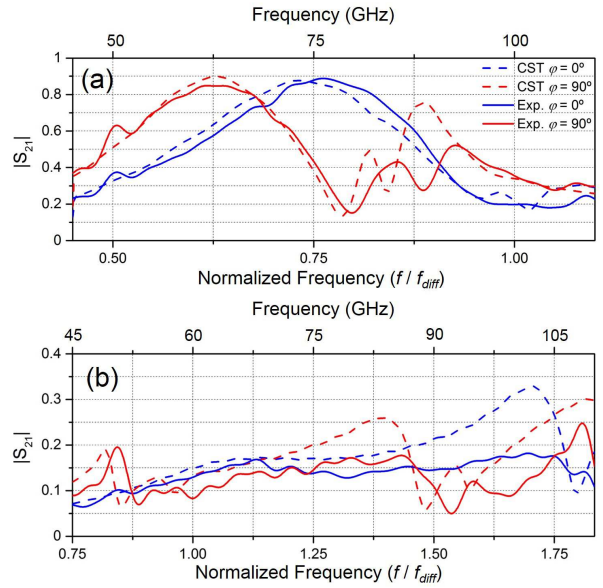 Frequency (GHz)
50 75 100
(a)
CST φ = 0º
CST φ = 90º
Exp. φ = 0º
Exp. φ = 90º
|S21|
1
0.8
0.6
0.4
0.2
0
0.50 0.75 1.00
Normalized Frequency (f / fdiff)
Frequency (GHz)
45 60 75 90 105
(b)
|S21|
0.4
0.3
0.2
0.1
0
0.75 1.00 1.25 1.50 1.75
Normalized Frequency (f / fdiff)